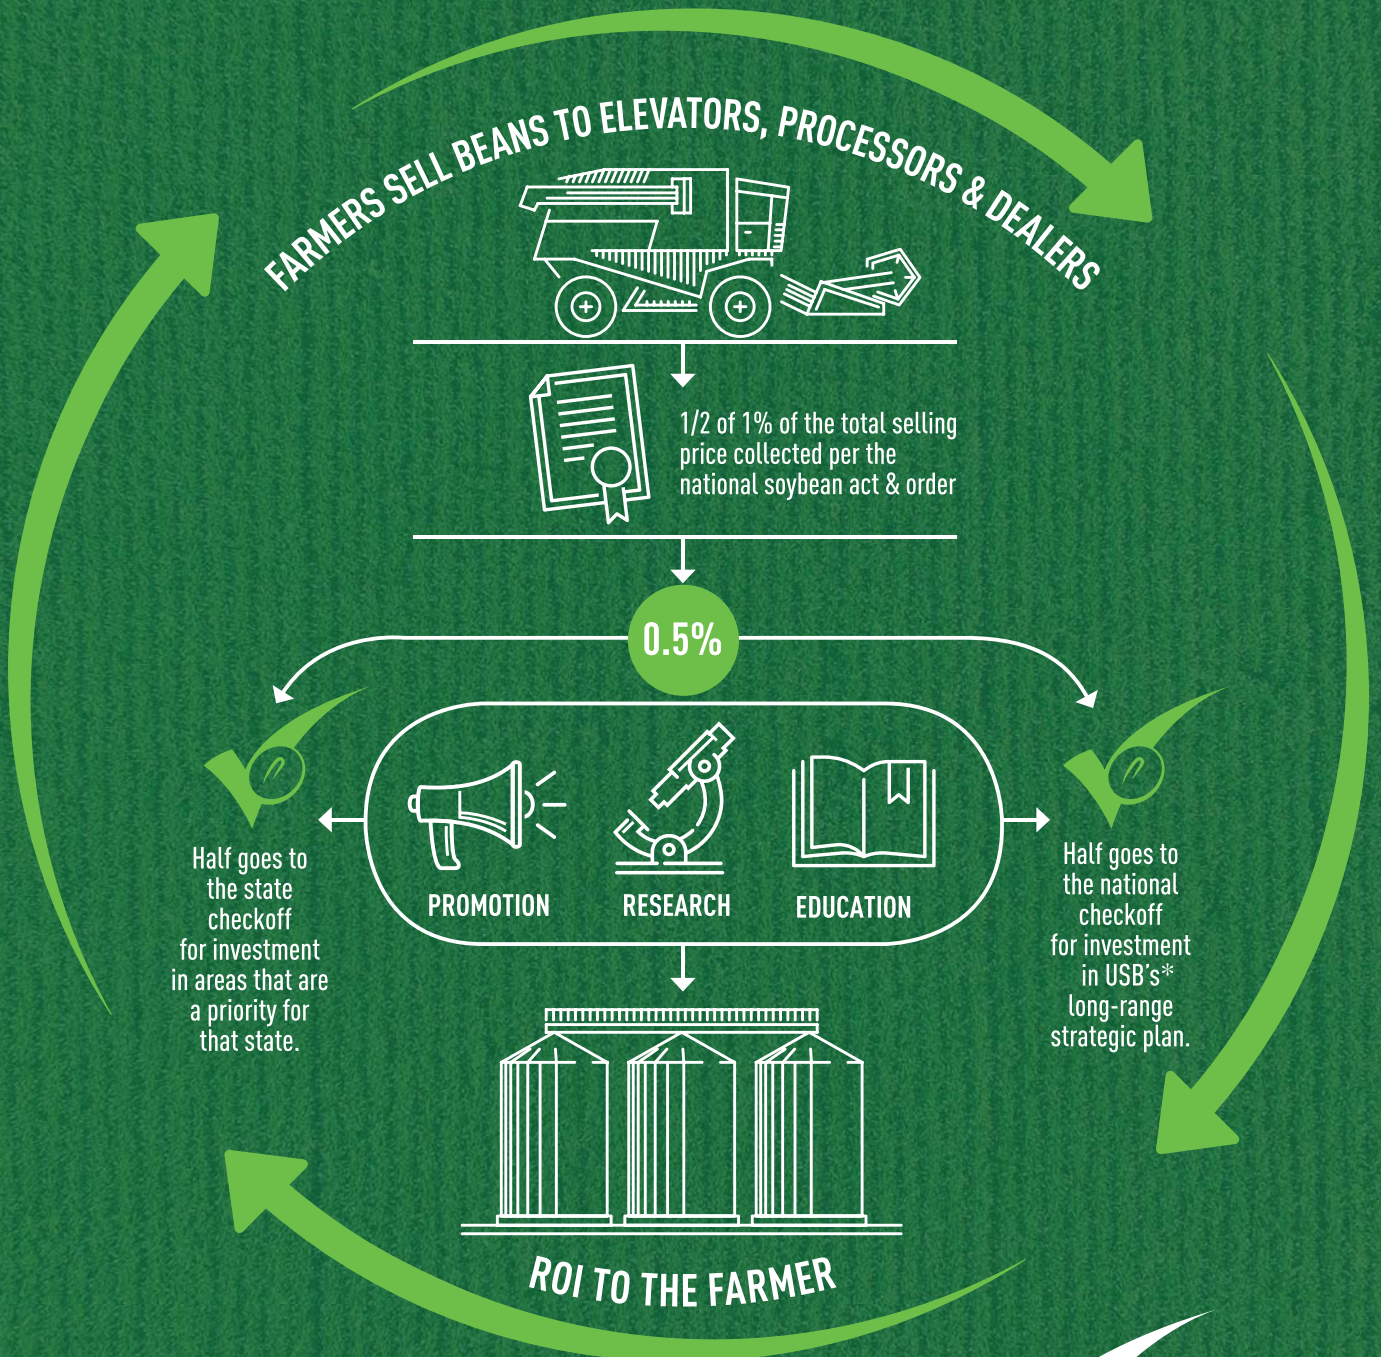 FARMERS SELL BEANS TO ELEVATORS, PROCESSORS & DEALERS
1/2 of 1% of the total selling
price collected per the
national soybean act & order
0.5%
PROMOTION
RESEARCH
EDUCATION
Half goes to
the state
checkoff
for investment
in areas that are
a priority for
that state.
Half goes to
the national
checkoff
for investment
in USB's*
long-range
strategic plan.
ROI TO THE FARMER